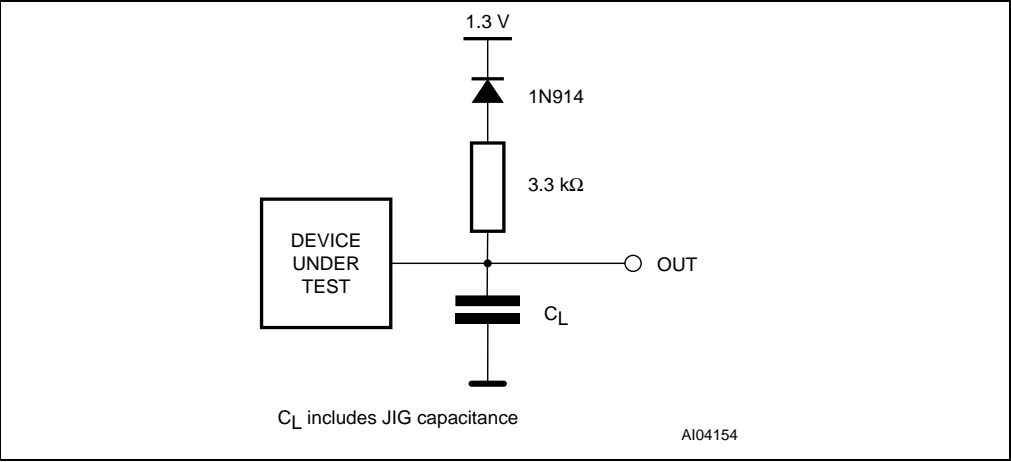 1.3 V
1N914
3.3 kΩ
DEVICE
UNDER
TEST
OUT
CL
CL includes JIG capacitance
AI04154